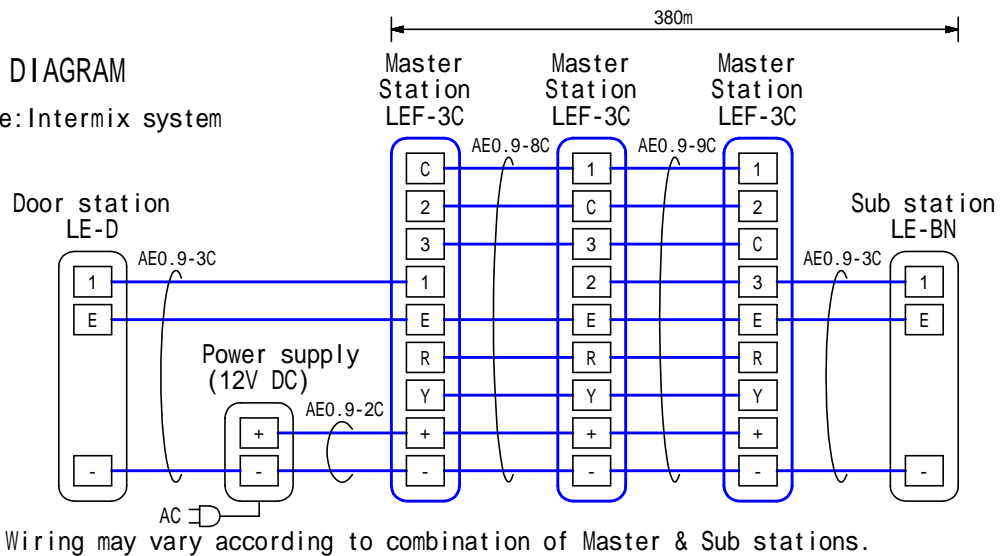 380m
DIAGRAM
e:Intermix system
Master
Station
LEF-3C
Master
Station
LEF-3C
Master
Station
LEF-3C
AE0.9-8C
AE0.9-9C
Door station
LE-D
Sub station
LE-BN
AE0.9-3C
AE0.9-3C
C 1 1
2 C 2
3 3 C
1 1 2 3 1
E E E E E
Power supply
(12V DC)
R R R
AE0.9-2C
Y Y Y
+ + + +
- - - - - -
AC
Wiring may vary according to combination of Master & Sub stations.